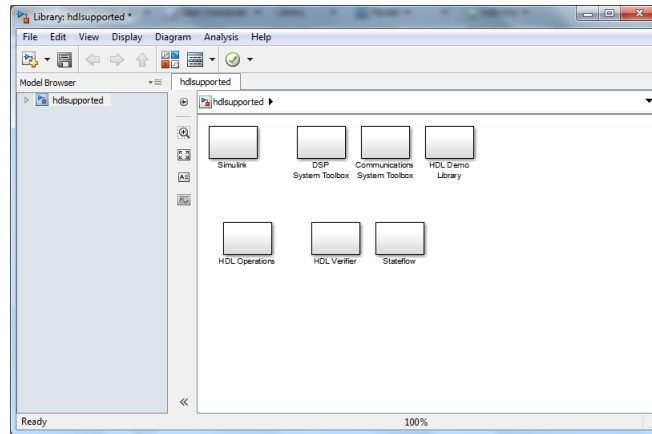 Library: hdlsupported *
File Edit View Display Diagram Analysis Help
Model Browser
hdlsupported
hdlsupported
hdlsupported
Simulink
DSP
System Toolbox
Communications
System Toolbox
HDL Demo
Library
HDL Operations
HDL Verifier
Stateflow
Ready
100%